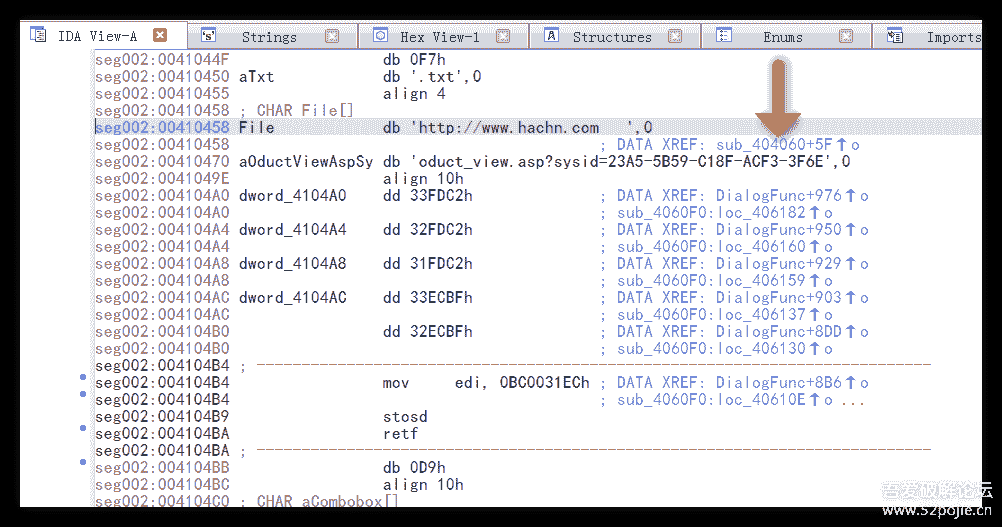 IDA View-A Strings Hex View-1 Structures Enums Imports
seg002:0041044F db 0F7h
seg002:00410450 aTxt db '.txt',0
seg002:00410455 align 4
seg002:00410458 ; CHAR File[]
seg002:00410458 File db 'http://www.hachn.com   ',0
seg002:00410458 ; DATA XREF: sub_404060+5F↑o
seg002:00410470 aOductViewAspSy db 'oduct_view.asp?sysid=23A5-5B59-C18F-ACF3-3F6E',0
seg002:0041049E align 10h
seg002:004104A0 dword_4104A0 dd 33FDC2h ; DATA XREF: DialogFunc+976↑o
seg002:004104A0 ; sub_4060F0:loc_406182↑o
seg002:004104A4 dword_4104A4 dd 32FDC2h ; DATA XREF: DialogFunc+950↑o
seg002:004104A4 ; sub_4060F0:loc_406160↑o
seg002:004104A8 dword_4104A8 dd 31FDC2h ; DATA XREF: DialogFunc+929↑o
seg002:004104A8 ; sub_4060F0:loc_406159↑o
seg002:004104AC dword_4104AC dd 33ECBFh ; DATA XREF: DialogFunc+903↑o
seg002:004104AC ; sub_4060F0:loc_406137↑o
seg002:004104B0 dd 32ECBFh ; DATA XREF: DialogFunc+8DD↑o
seg002:004104B0 ; sub_4060F0:loc_406130↑o
seg002:004104B4 ; ---------------------------------------------------------------------------
seg002:004104B4 mov edi, 0BC0031ECh ; DATA XREF: DialogFunc+8B6↑o
seg002:004104B4 ; sub_4060F0:loc_40610E↑o ...
seg002:004104B9 stosd
seg002:004104BA retf
seg002:004104BA ; ---------------------------------------------------------------------------
seg002:004104BB db 0D9h
seg002:004104BC align 10h
seg002:004104C0 ; CHAR aCombobox[]
吾爱破解论坛
www.52pojie.cn